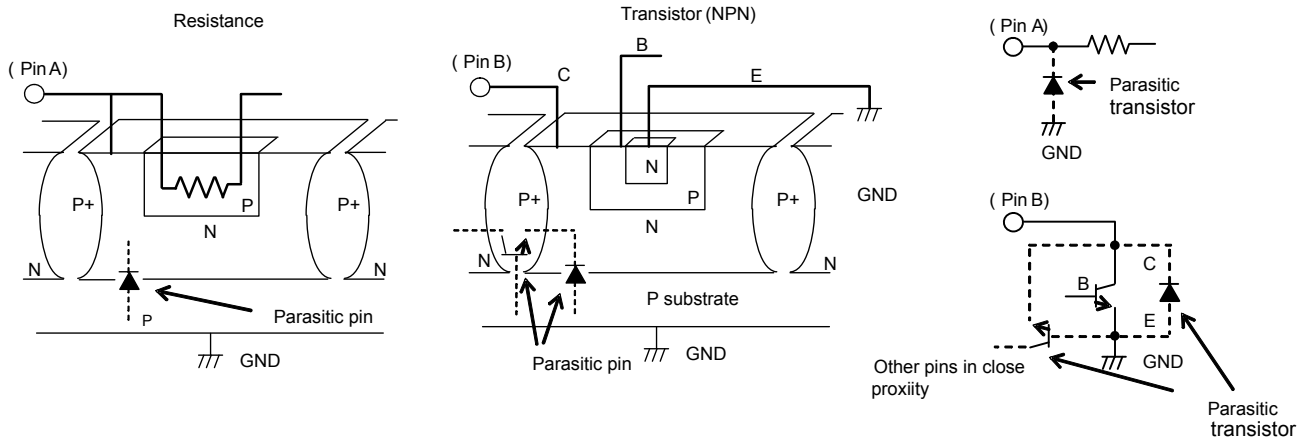 Resistance
( Pin A)
P+
P
P+
N
N
N
P
Parasitic pin
GND
Transistor (NPN)
B
( Pin B)
C
E
N
P+
P
P+
N
GND
N
N
P substrate
Parasitic pin
GND
( Pin A)
Parasitic
transistor
GND
( Pin B)
C
B
E
GND
Other pins in close
proxiity
Parasitic
transistor